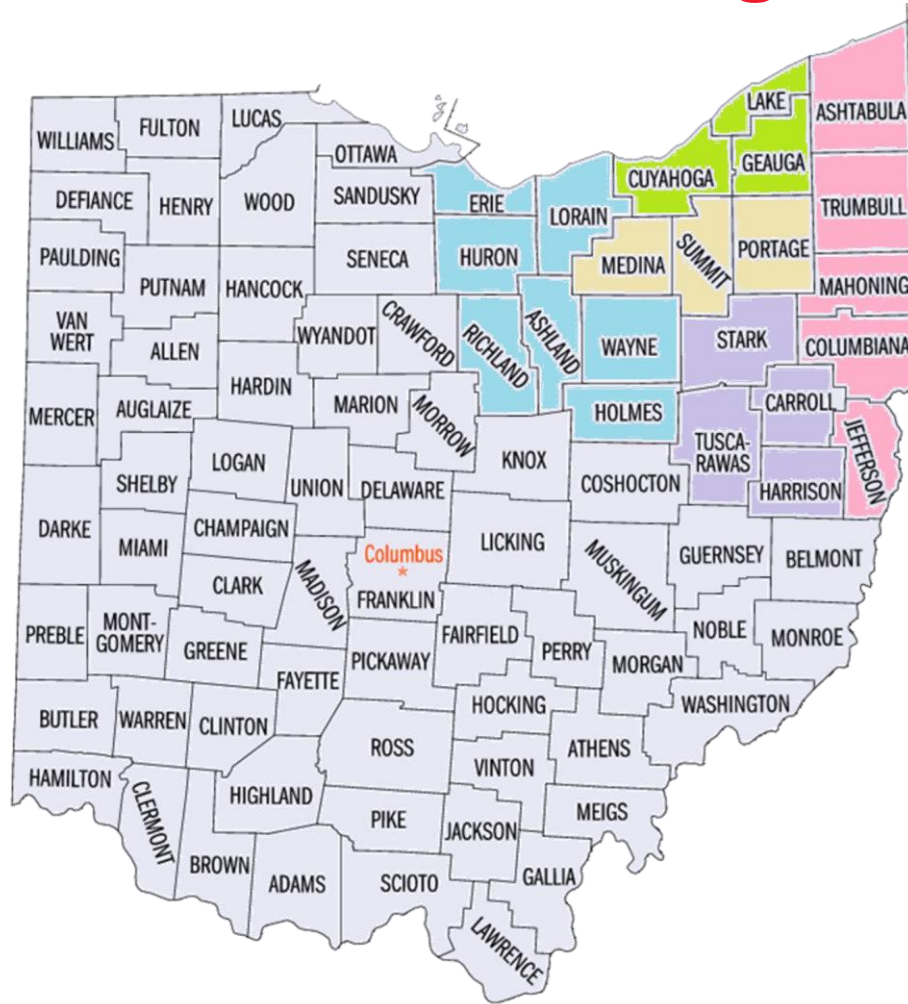 LAKE
ASHTABULA
LUCAS
FULTON
WILLIAMS
OTTAWA
GEAUGA
CUYAHOGA
DEFIANCE
HENRY
WOOD
SANDUSKY
ERIE
LORAIN
TRUMBULL
PAULDING
SENECA
HURON
MEDINA
SUMMIT
PORTAGE
PUTNAM
HANCOCK
MAHONING
VAN
WERT
ALLEN
WYANDOT
CRAWFORD
RICHLAND
ASHLAND
WAYNE
STARK
COLUMBIANA
HARDIN
MERCER
AUGLAIZE
MARION
MORROW
HOLMES
CARROLL
JEFFERSON
LOGAN
KNOX
TUSCA-
RAWAS
SHELBY
UNION
DELAWARE
COSHOCTON
HARRISON
DARKE
CHAMPAIGN
MIAMI
Columbus
LICKING
MUSKINGUM
GUERNSEY
BELMONT
CLARK
MADISON
FRANKLIN
PREBLE
MONT-
GOMERY
GREENE
FAIRFIELD
PERRY
NOBLE
MONROE
PICKAWAY
MORGAN
FAYETTE
HOCKING
WASHINGTON
BUTLER
WARREN
CLINTON
ROSS
ATHENS
VINTON
HAMILTON
CLERMONT
HIGHLAND
PIKE
JACKSON
MEIGS
BROWN
ADAMS
SCIOTO
GALLIA
LAWRENCE